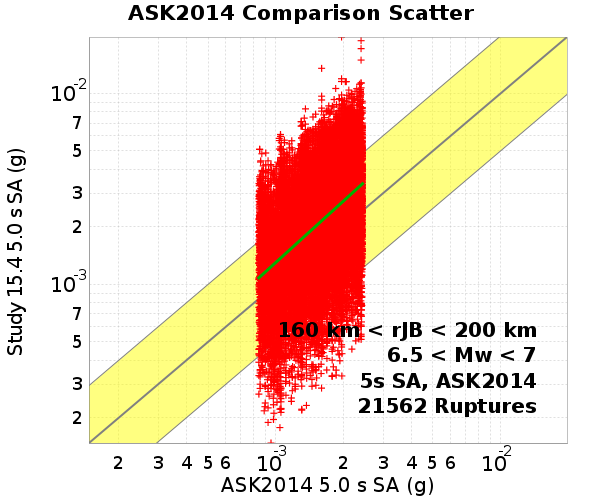 ASK2014 Comparison Scatter
Study 15.4 5.0 s SA (g)
10-2
7
5
3
2
10-3
7
5
3
2
160 km < rJB < 200 km
6.5 < Mw < 7
5s SA, ASK2014
21562 Ruptures
2 3 4 5 6 10-3 2 3 4 5 6 10-2
ASK2014 5.0 s SA (g)